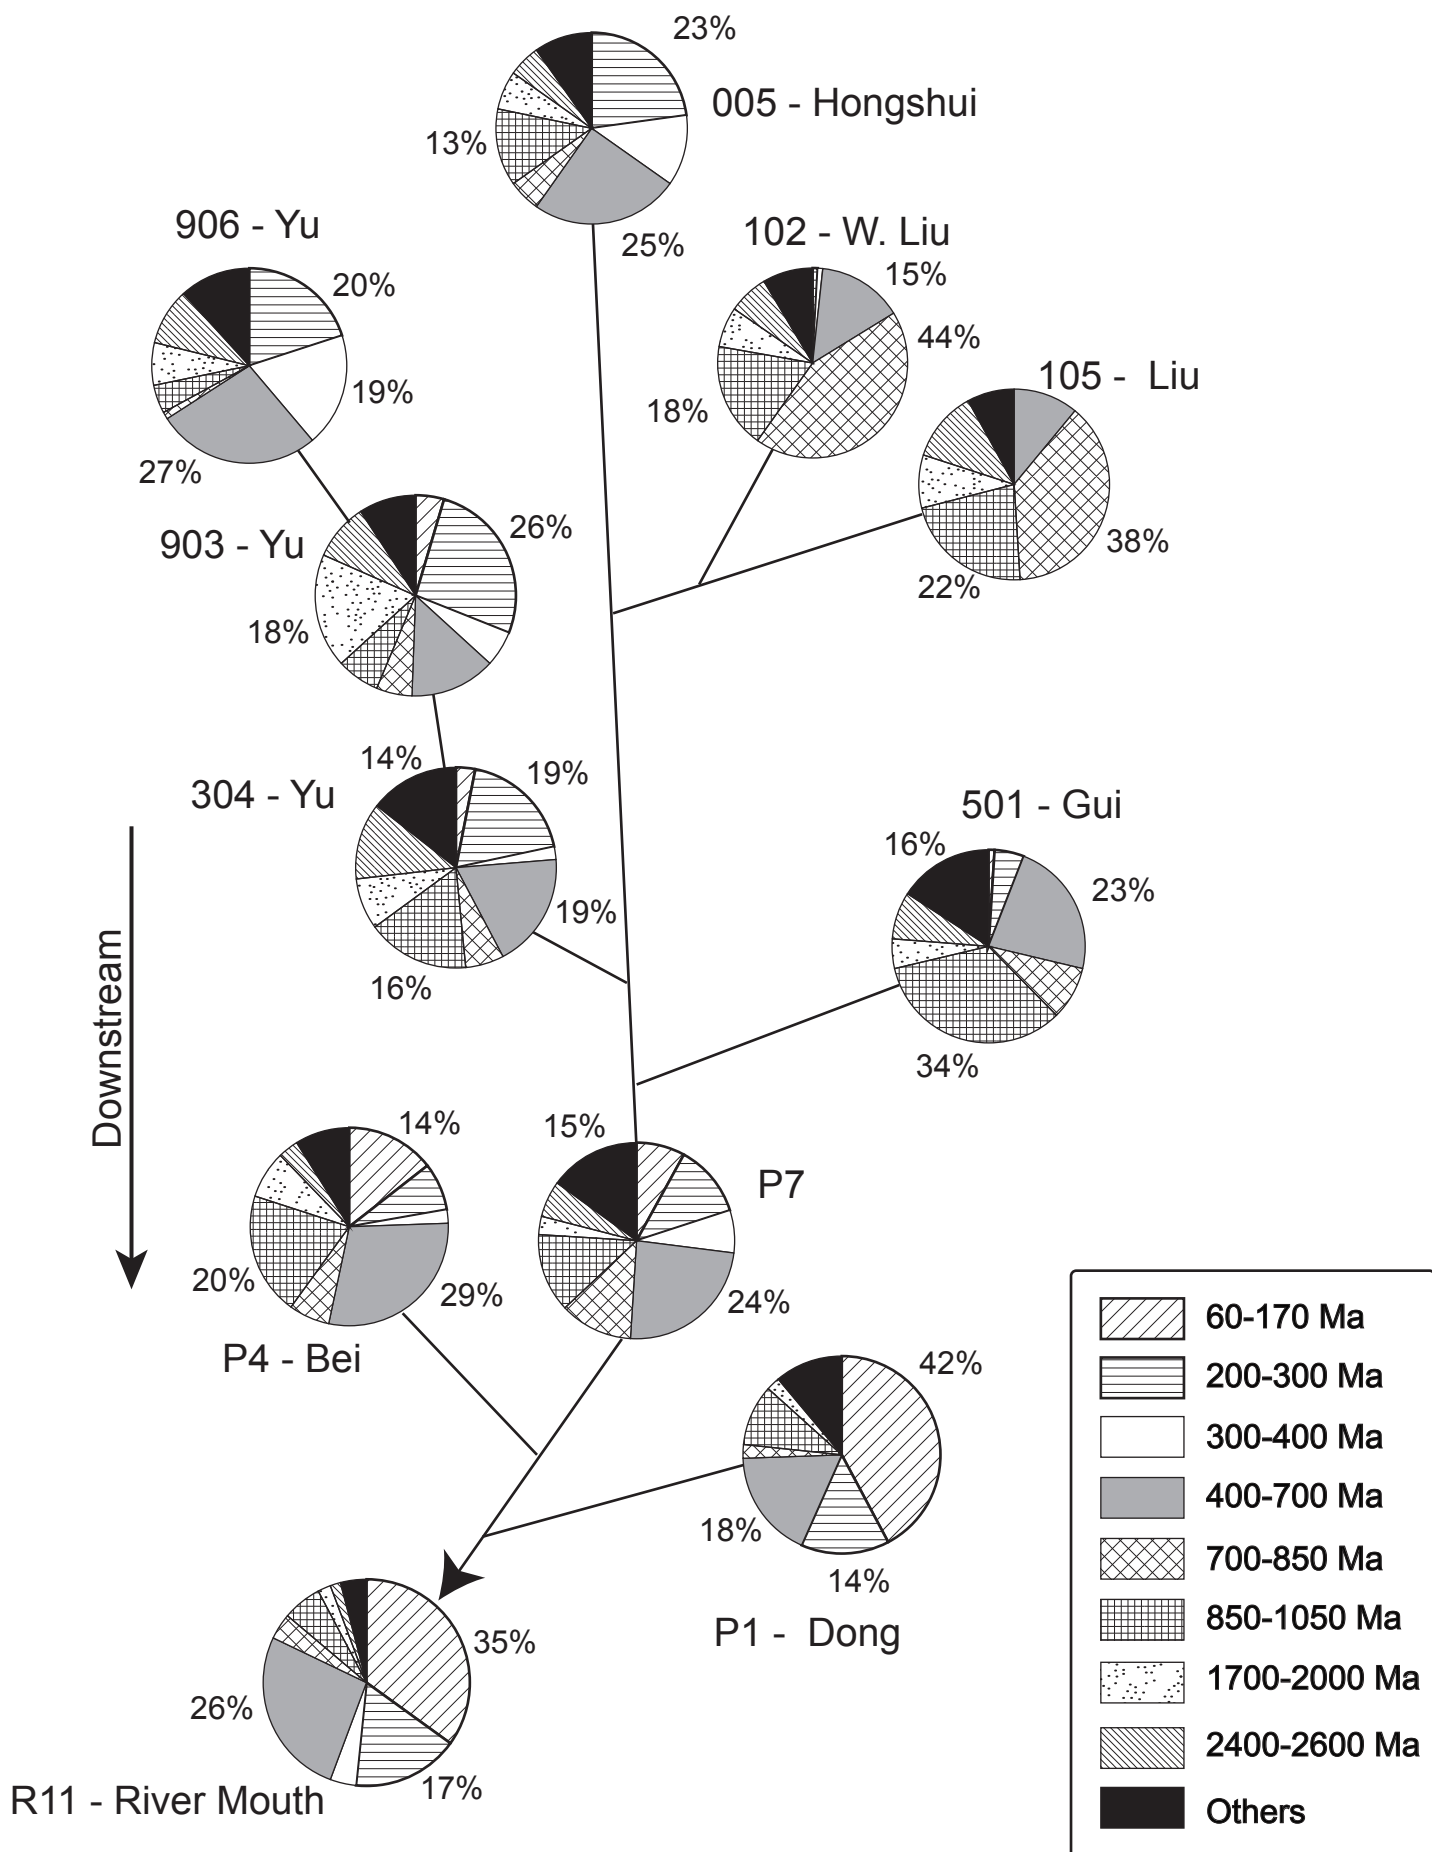 23%
005 - Hongshui
13%
25%
906 - Yu
20%
19%
27%
102 - W. Liu
15%
44%
18%
105 - Liu
38%
22%
903 - Yu
26%
18%
304 - Yu
14%
19%
19%
16%
501 - Gui
16%
23%
34%
Downstream
14%
20%
29%
P4 - Bei
15%
P7
24%
42%
18%
14%
P1 - Dong
35%
26%
17%
R11 - River Mouth
60-170 Ma
200-300 Ma
300-400 Ma
400-700 Ma
700-850 Ma
850-1050 Ma
1700-2000 Ma
2400-2600 Ma
Others